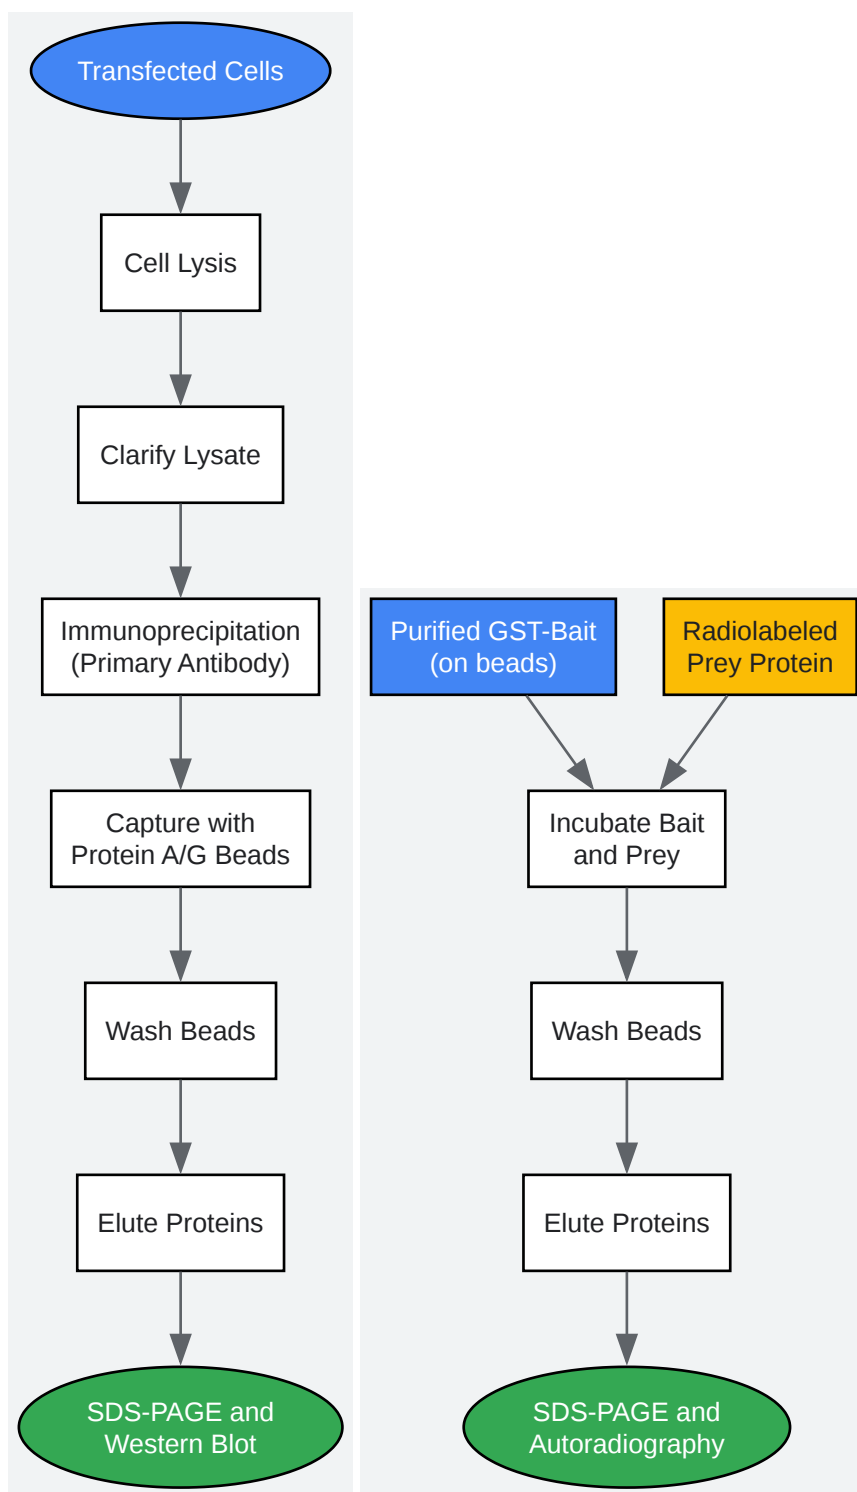 Transfected Cells
Cell Lysis
Clarify Lysate
Immunoprecipitation
(Primary Antibody)
Capture with
Protein A/G Beads
Wash Beads
Elute Proteins
SDS-PAGE and
Western Blot
Purified GST-Bait
(on beads)
Radiolabeled
Prey Protein
Incubate Bait
and Prey
Wash Beads
Elute Proteins
SDS-PAGE and
Autoradiography